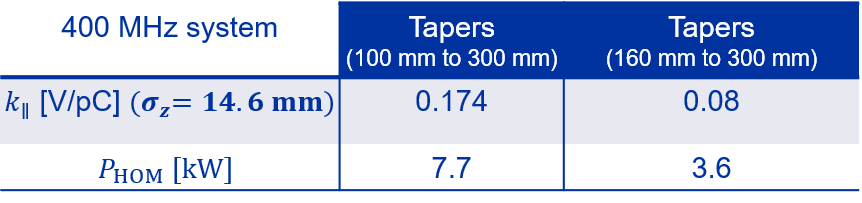 400 MHz system Tapers Tapers
(100 mm to 300 mm) (160 mm to 300 mm)
k∥ [V/pC] (σz= 14.6 mm) 0.174 0.08
PHOM [kW] 7.7 3.6